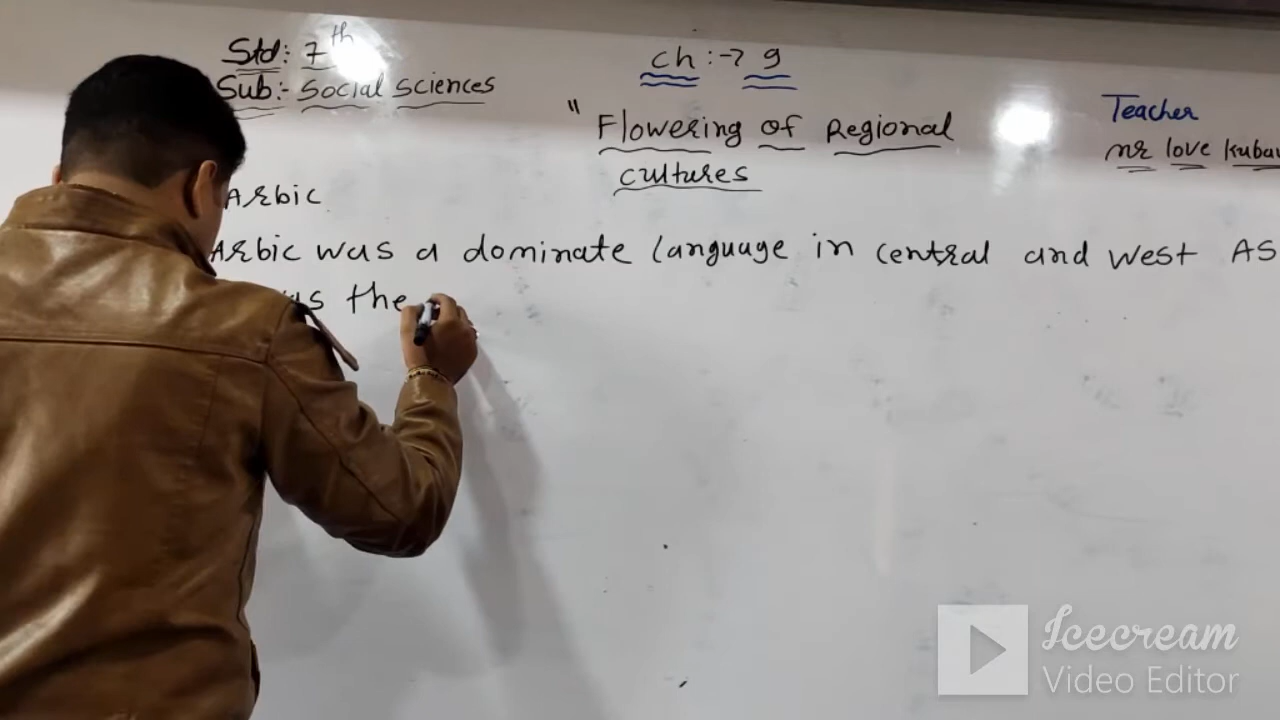 Std: 7th
Sub:- Social Sciences
ch :-> 9
" Flowering of Regional
cultures
Teacher
mr love
Arbic
Arbic was a dominate language in central and west AS
the
Icecream
Video Editor